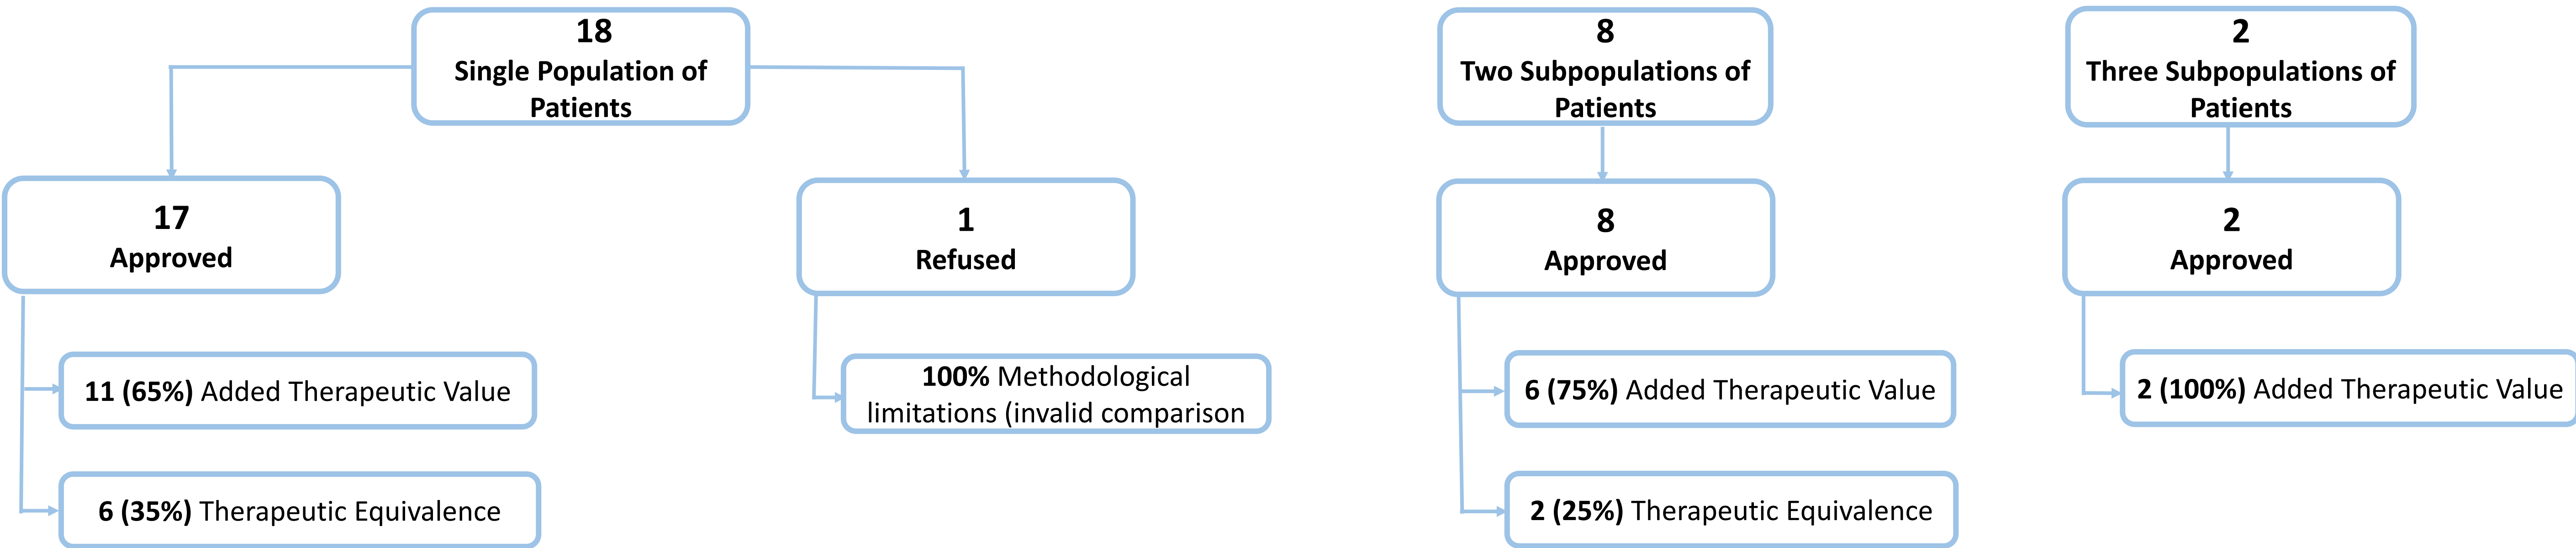 18
Single Population of
Patients
17
Approved
11 (65%) Added Therapeutic Value
6 (35%) Therapeutic Equivalence
1
Refused
100% Methodological
limitations (invalid comparison
8
Two Subpopulations of
Patients
8
Approved
6 (75%) Added Therapeutic Value
2 (25%) Therapeutic Equivalence
2
Three Subpopulations of
Patients
2
Approved
2 (100%) Added Therapeutic Value